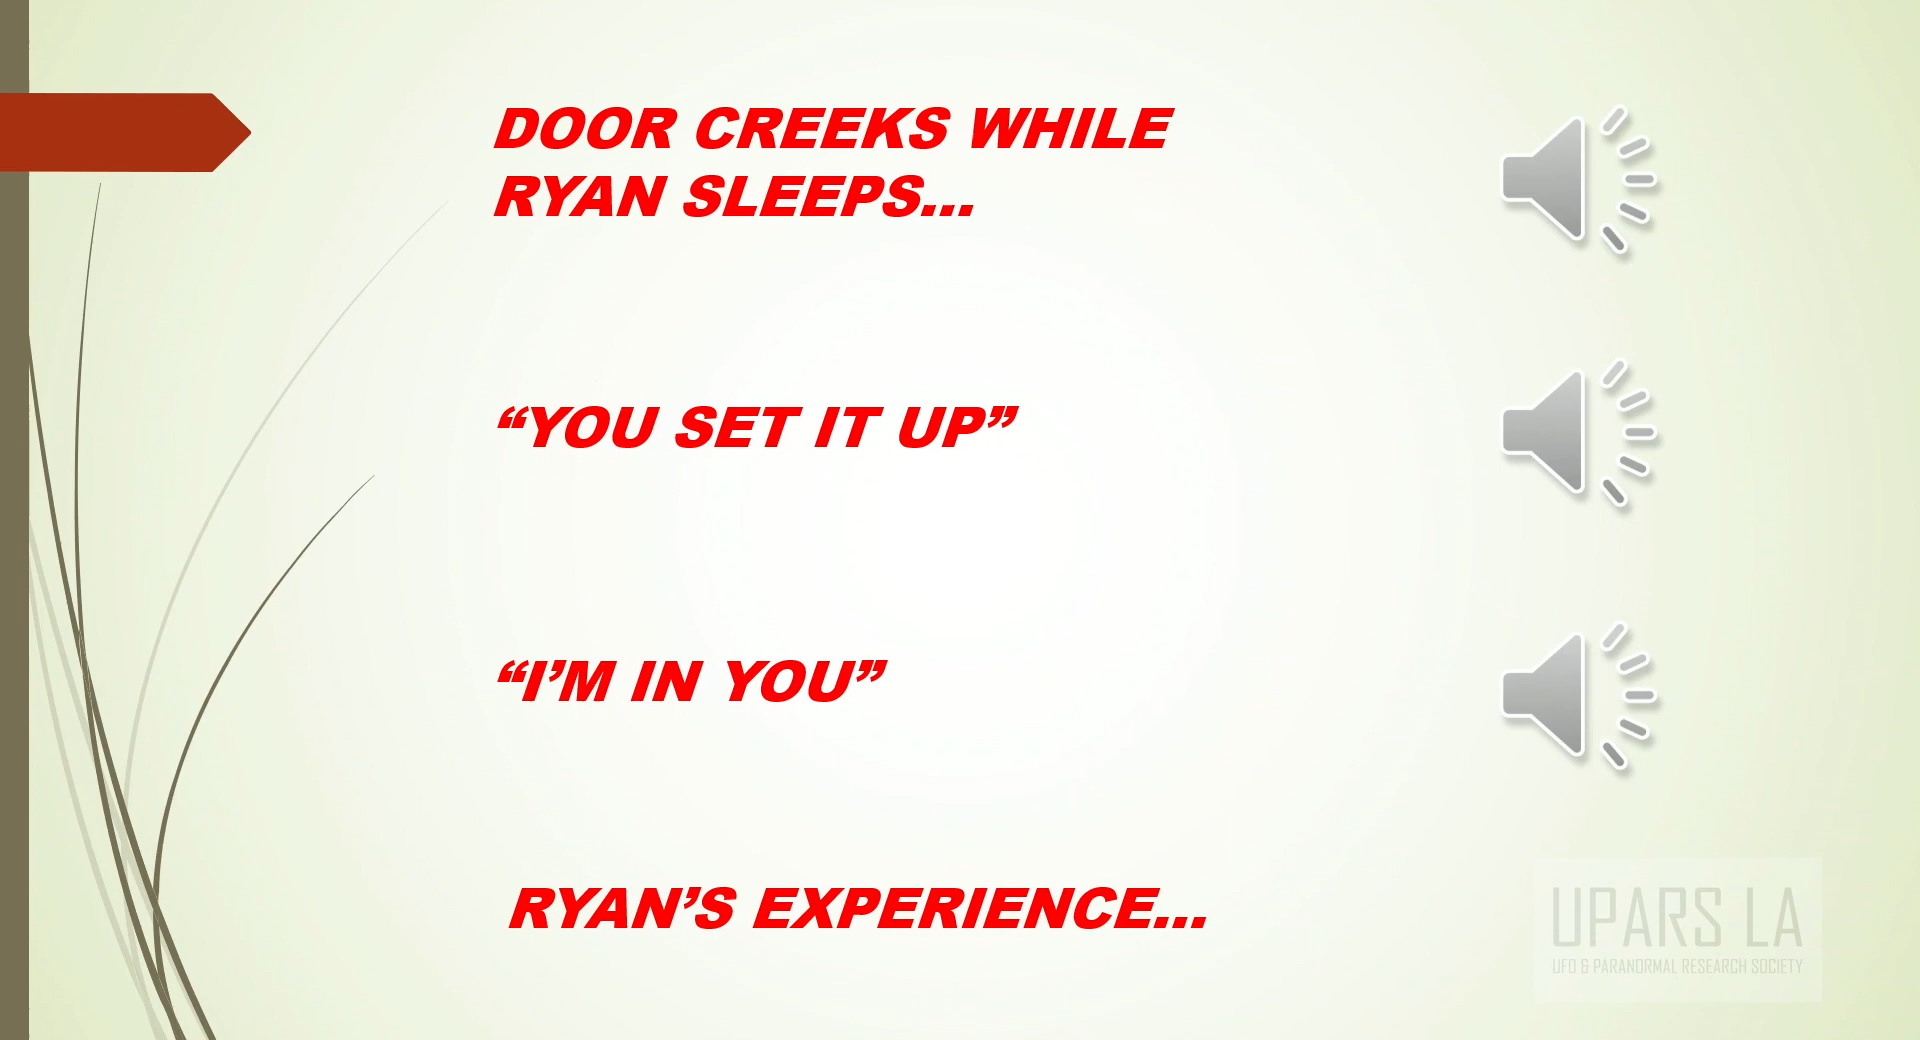 DOOR CREEKS WHILE
RYAN SLEEPS...
“YOU SET IT UP”
“I’M IN YOU”
RYAN’S EXPERIENCE...
UPARS LA
UFO & PARANORMAL RESEARCH SOCIETY